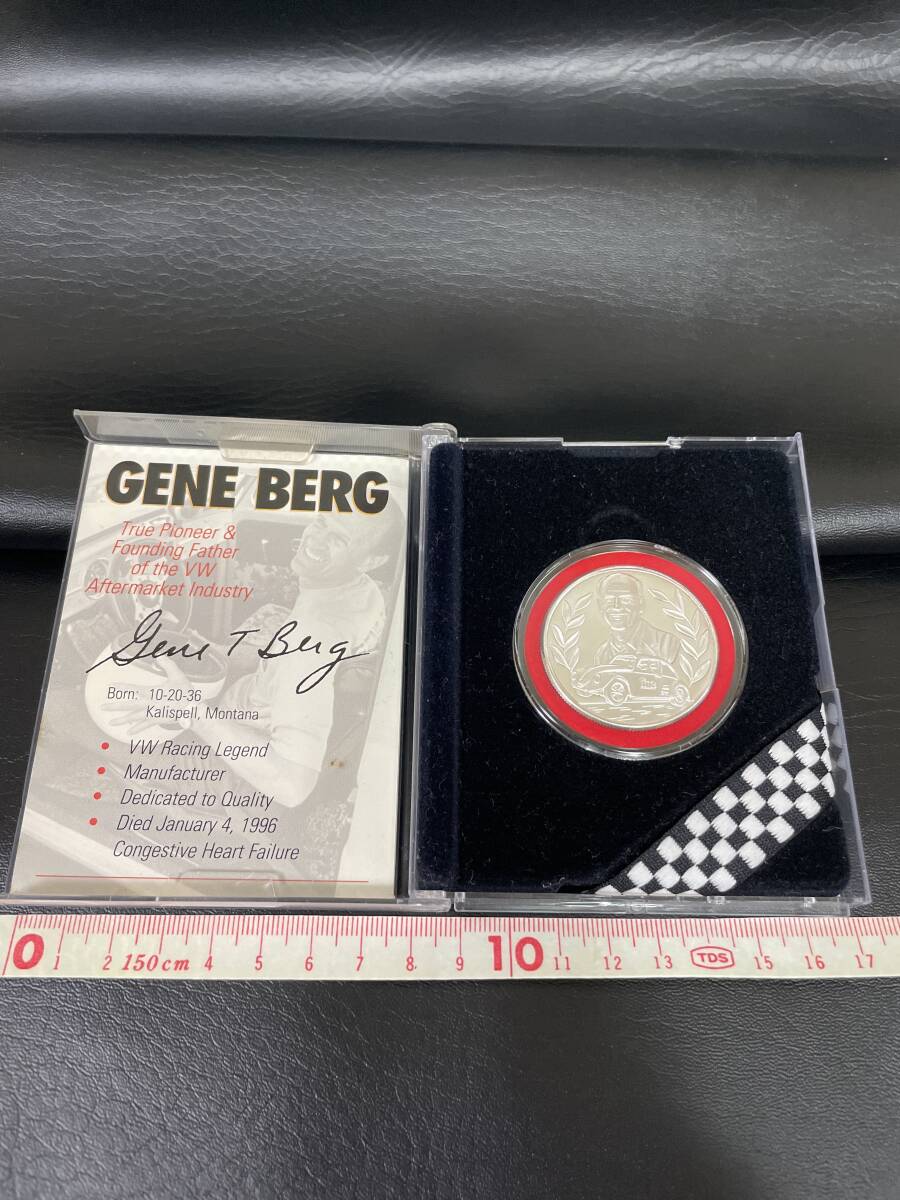 GENE BERG
True Pioneer &
Founding Father
of the VW
Aftermarket Industry
Gene T Berg
Born: 10-20-36
Kalispell, Montana
• VW Racing Legend
• Manufacturer
• Dedicated to Quality
• Died January 4, 1996
Congestive Heart Failure
0 1 2 150cm 4 5 6 7 8 9 10 11 12 13 TDS 15 16 17